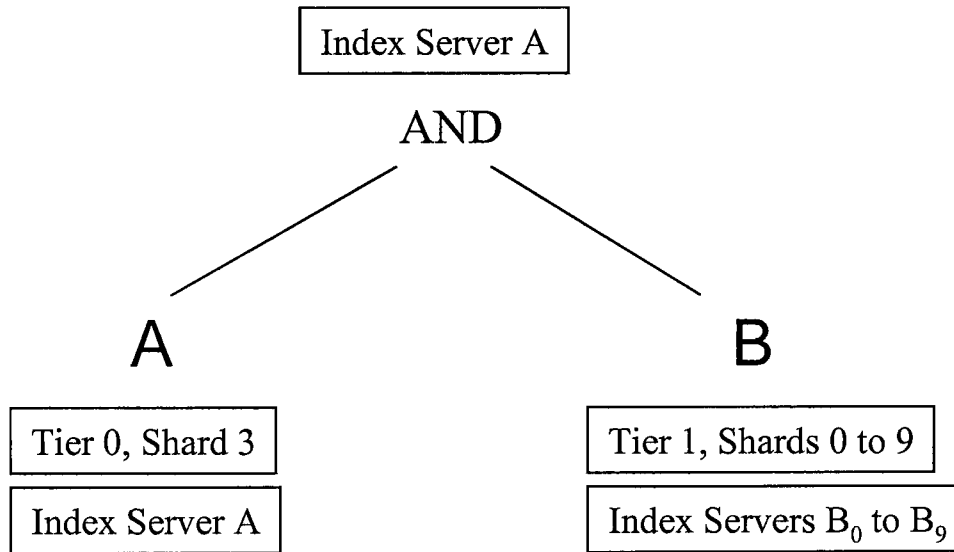 Index Server A
AND
A
B
Tier 0, Shard 3
Tier 1, Shards 0 to 9
Index Server A
Index Servers B₀ to B₉